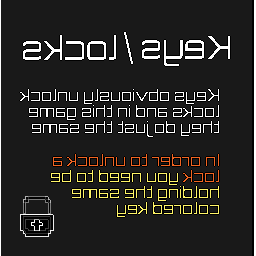 Keys/Locks
Keys obviously unlock
locks and in this game
they do just the same
In order to unlock a
lock you need to be
holding the same
colored key